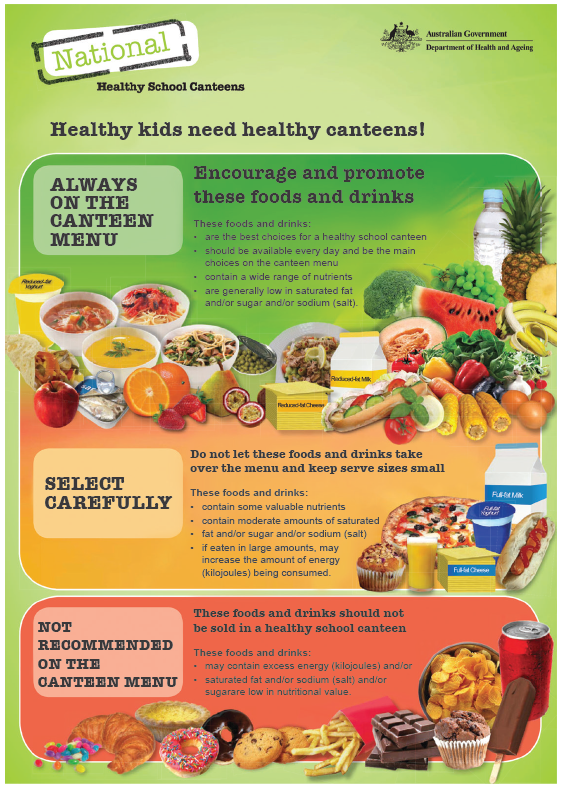 National
Healthy School Canteens
Australian Government
Department of Health and Ageing
Healthy kids need healthy canteens!
ALWAYS
ON THE
CANTEEN
MENU
Encourage and promote
these foods and drinks
These foods and drinks:
• are the best choices for a healthy school canteen
• should be available every day and be the main
choices on the canteen menu
• contain a wide range of nutrients
• are generally low in saturated fat
and/or sugar and/or sodium (salt).
Reduced-fat
Yoghurt
Reduced-fat Milk
Reduced-fat Cheese
SELECT
CAREFULLY
Do not let these foods and drinks take
over the menu and keep serve sizes small
These foods and drinks:
• contain some valuable nutrients
• contain moderate amounts of saturated
• fat and/or sugar and/or sodium (salt)
• if eaten in large amounts, may
increase the amount of energy
(kilojoules) being consumed.
Full-fat Milk
Full-fat
Yoghurt
Full-fat Cheese
NOT
RECOMMENDED
ON THE
CANTEEN MENU
These foods and drinks should not
be sold in a healthy school canteen
These foods and drinks:
• may contain excess energy (kilojoules) and/or
• saturated fat and/or sodium (salt) and/or
sugarare low in nutritional value.